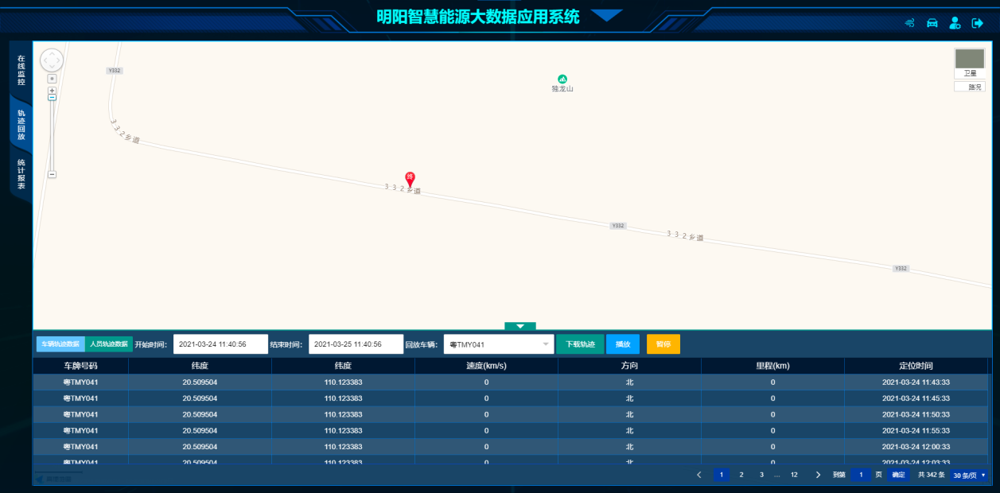 明阳智慧能源大数据应用系统
在线监控
轨迹回放
统计报表
Y332
332乡道
独龙山
卫星
路况
终
332乡道
Y332
332乡道
Y332
车辆轨迹数据 人员轨迹数据 开始时间: 2021-03-24 11:40:56 结束时间: 2021-03-25 11:40:56 回放车辆: 粤TMY041 下载轨迹 播放 暂停
车牌号码 纬度 纬度 速度(km/s) 方向 里程(km) 定位时间
粤TMY041 20.509504 110.123383 0 北 0 2021-03-24 11:43:33
粤TMY041 20.509504 110.123383 0 北 0 2021-03-24 11:45:33
粤TMY041 20.509504 110.123383 0 北 0 2021-03-24 11:50:33
粤TMY041 20.509504 110.123383 0 北 0 2021-03-24 11:55:33
粤TMY041 20.509504 110.123383 0 北 0 2021-03-24 12:00:33
粤TMY041 20.509504 110.123383 0 北 0 2021-03-24 12:03:33
1 2 3 … 12 到第 1 页 确定 共 342 条 30 条/页